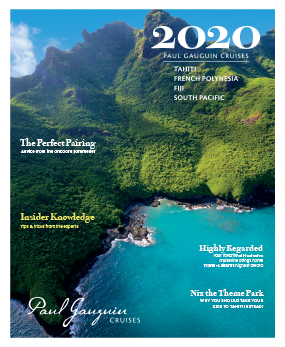 2020
PAUL GAUGUIN CRUISES
TAHITI
FRENCH POLYNESIA
FIJI
SOUTH PACIFIC
The Perfect Pairing
Advice from the onboard sommelier
Insider Knowledge
Tips & tricks from the experts
Highly Regarded
Nix the Theme Park
WHY YOU SHOULD TAKE YOUR
KIDS TO TAHITI INSTEAD!
Paul Gauguin
CRUISES